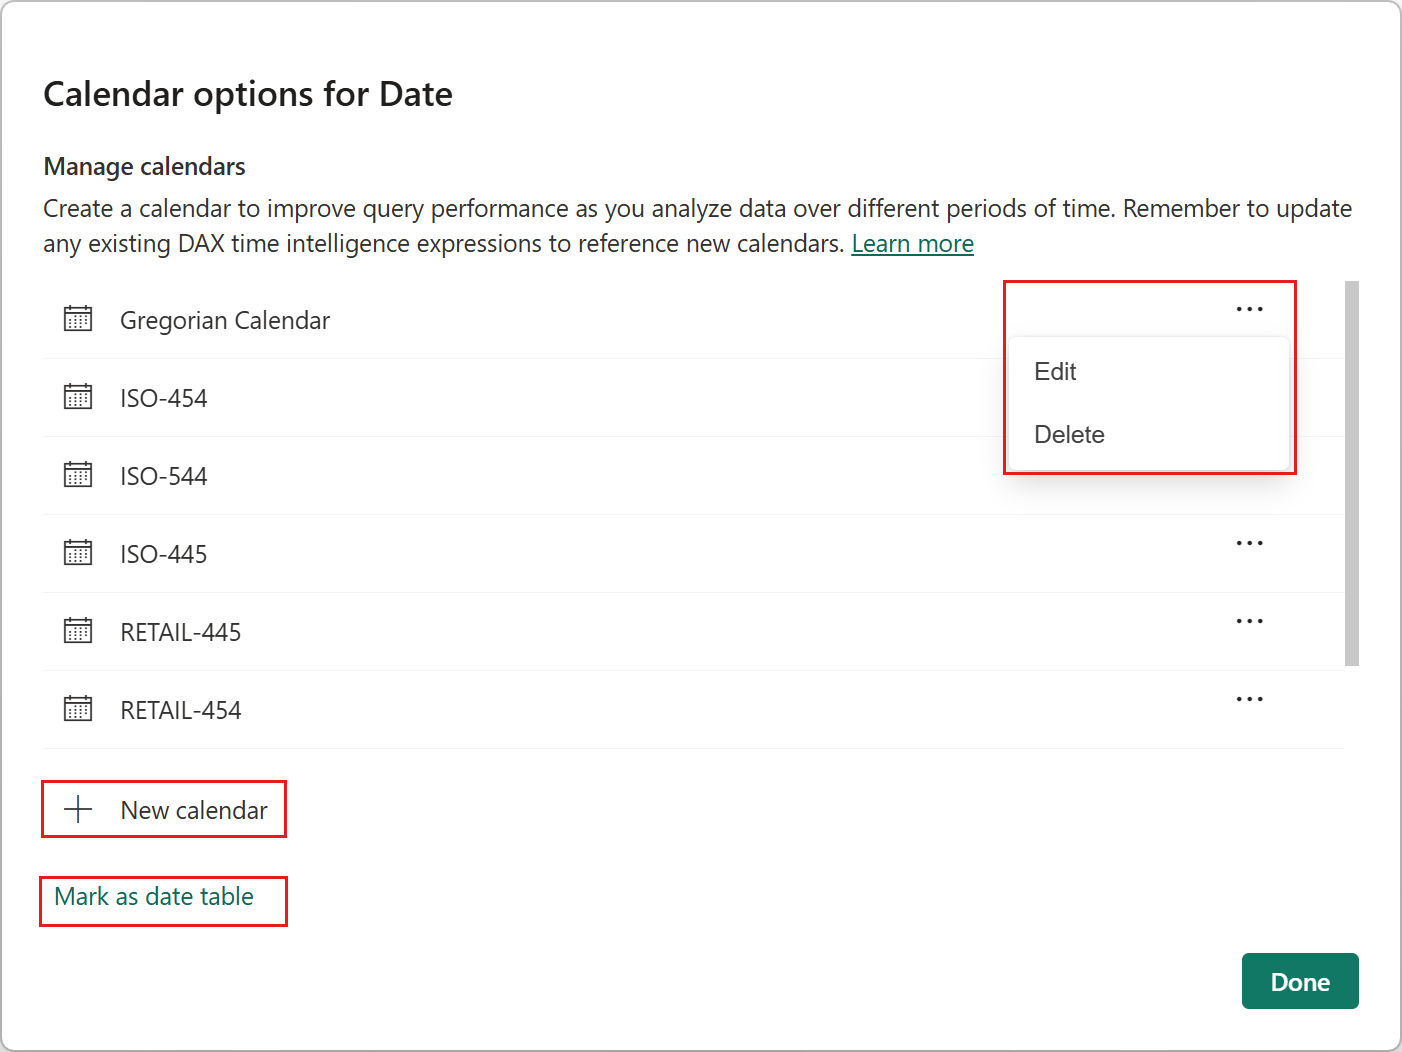 Calendar options for Date
Manage calendars
Create a calendar to improve query performance as you analyze data over different periods of time. Remember to update
any existing DAX time intelligence expressions to reference new calendars. Learn more
Gregorian Calendar
Edit
ISO-454
Delete
ISO-544
ISO-445
RETAIL-445
RETAIL-454
New calendar
Mark as date table
Done